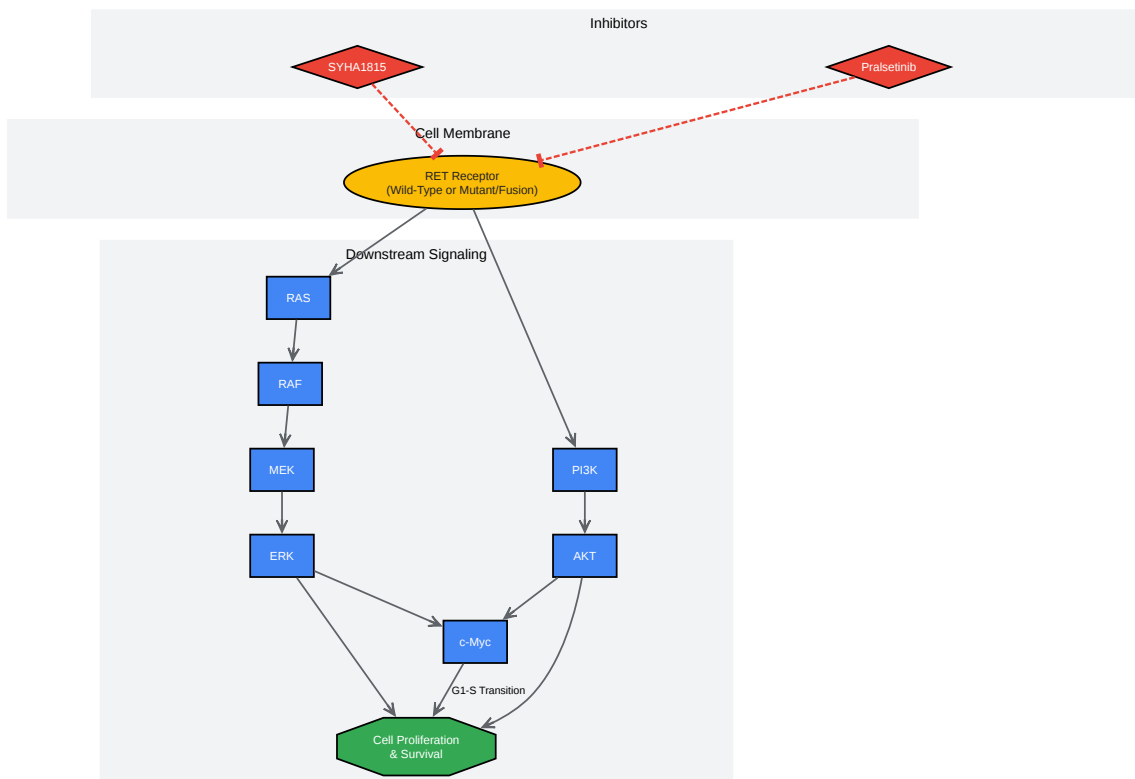 Inhibitors
SYHA1815
Pralsetinib
Cell Membrane
RET Receptor
(Wild-Type or Mutant/Fusion)
Downstream Signaling
RAS
RAF
MEK
PI3K
ERK
AKT
c-Myc
G1-S Transition
Cell Proliferation
& Survival